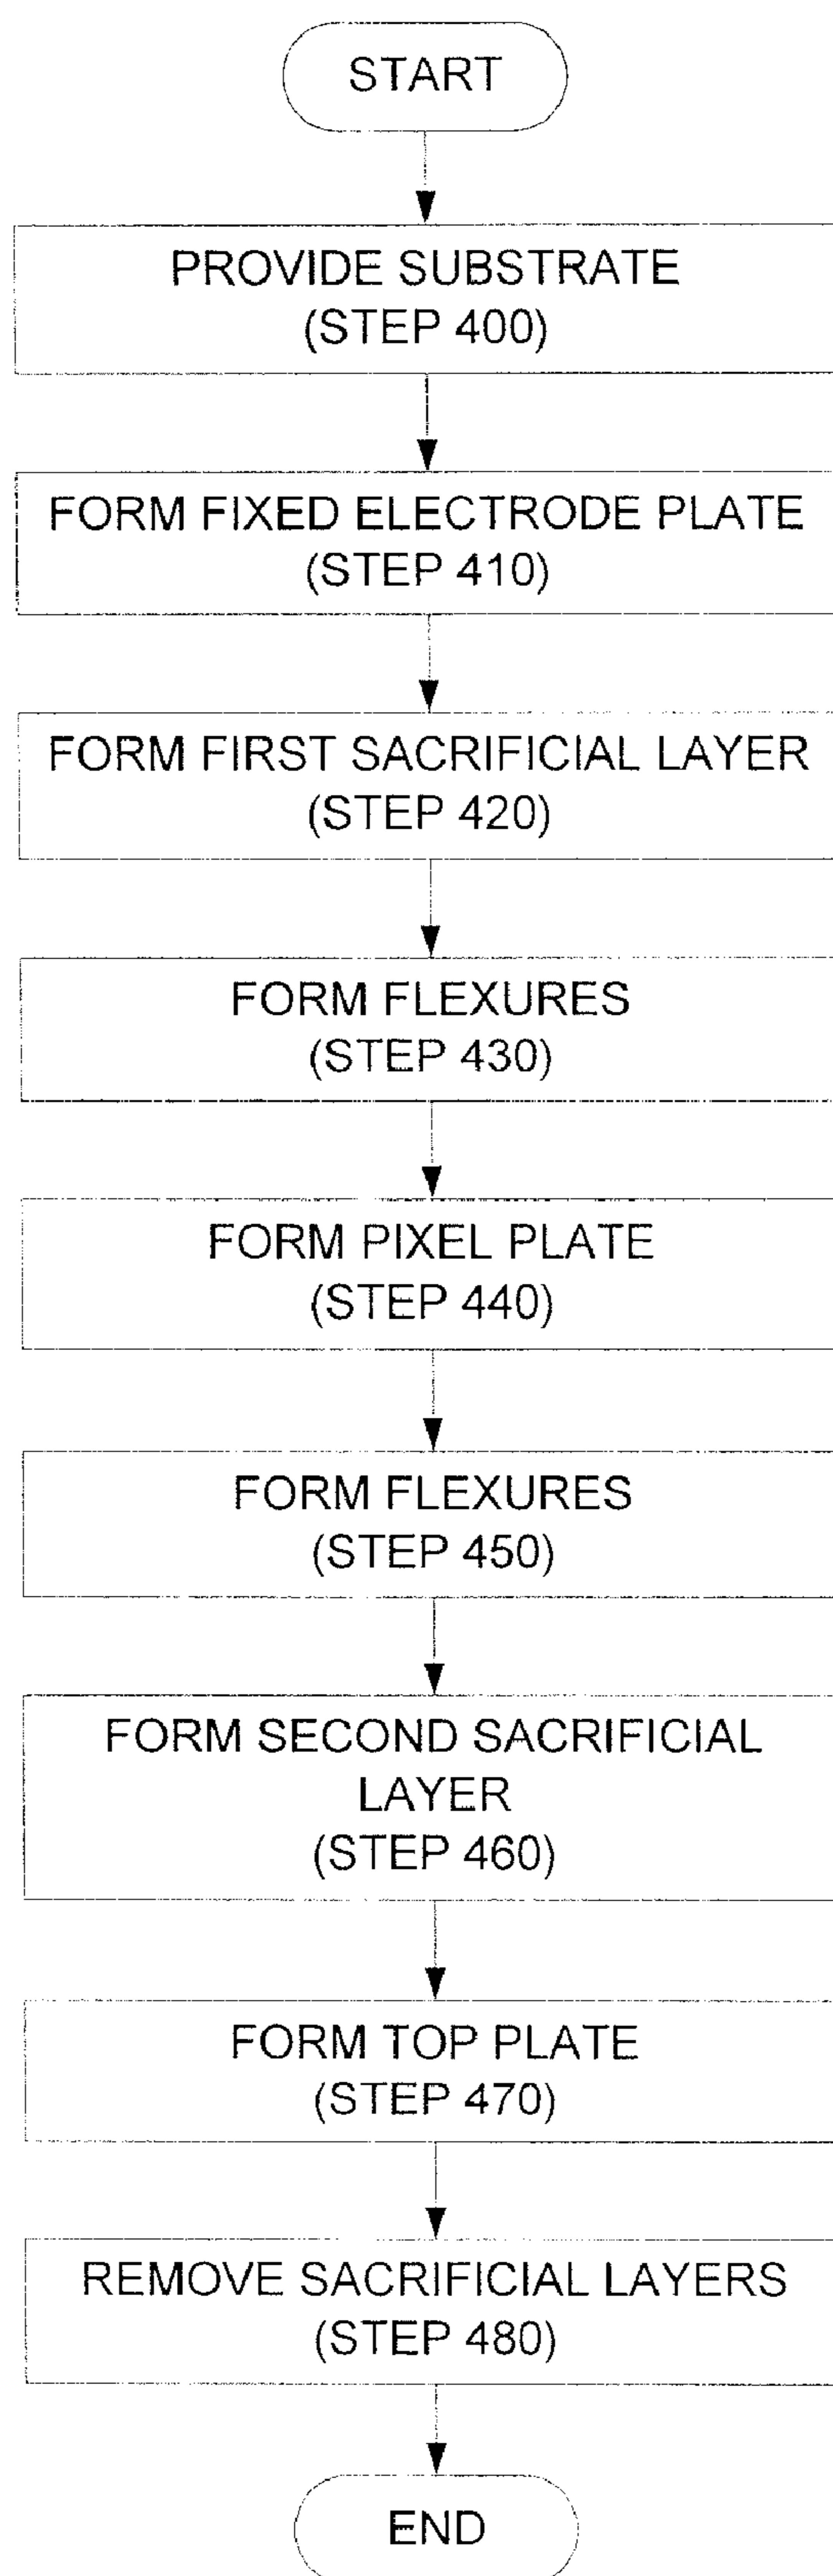 START
PROVIDE SUBSTRATE
(STEP 400)
FORM FIXED ELECTRODE PLATE
(STEP 410)
FORM FIRST SACRIFICIAL LAYER
(STEP 420)
FORM FLEXURES
(STEP 430)
FORM PIXEL PLATE
(STEP 440)
FORM FLEXURES
(STEP 450)
FORM SECOND SACRIFICIAL
LAYER
(STEP 460)
FORM TOP PLATE
(STEP 470)
REMOVE SACRIFICIAL LAYERS
(STEP 480)
END